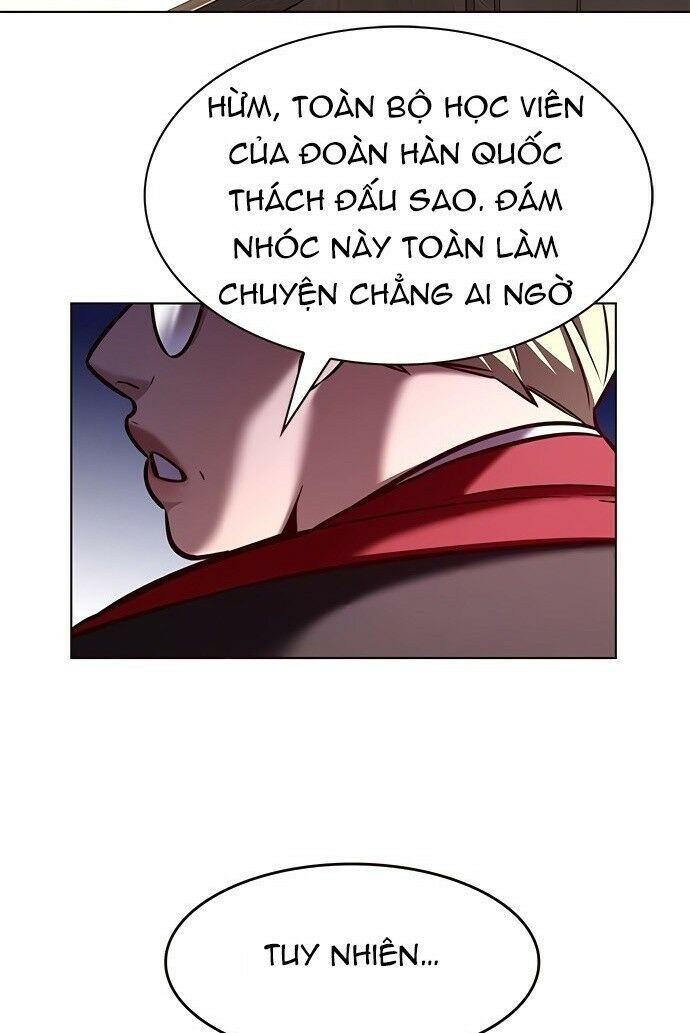 HỪM, TOÀN BỘ HỌC VIÊN
CỦA ĐOÀN HÀN QUỐC
THÁCH ĐẤU SAO. ĐÁM
NHÓC NÀY TOÀN LÀM
CHUYỆN CHẲNG AI NGỜ
TUY NHIÊN...